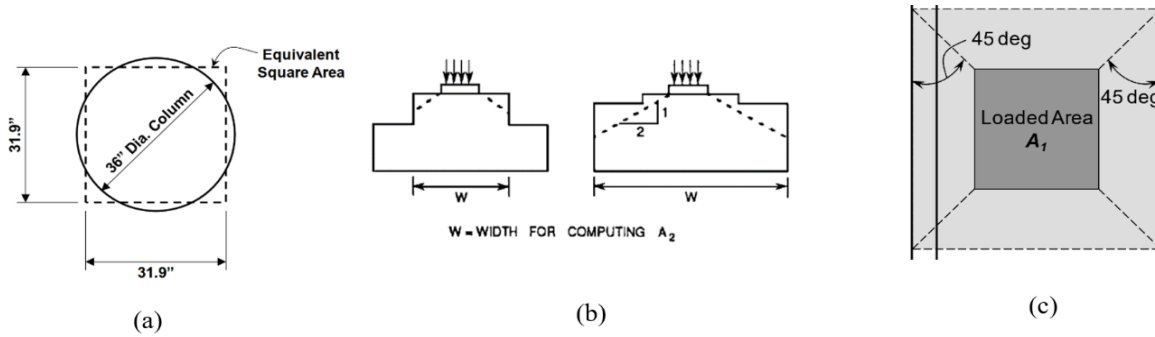 Equivalent
Square Area
36" Dia. Column
31.9"
31.9"
(a)
1
2
W
W
W = WIDTH FOR COMPUTING A2
(b)
45 deg
45 deg
Loaded Area
A1
(c)